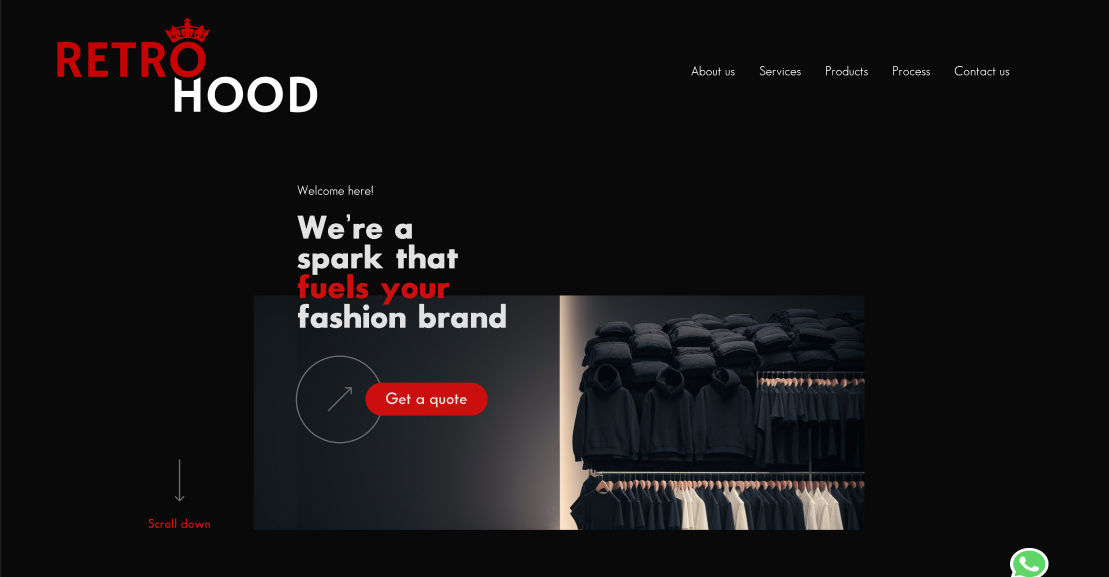 RETRO
HOOD
About us Services Products Process Contact us
Welcome here!
We're a
spark that
fuels your
fashion brand
Get a quote
Scroll down